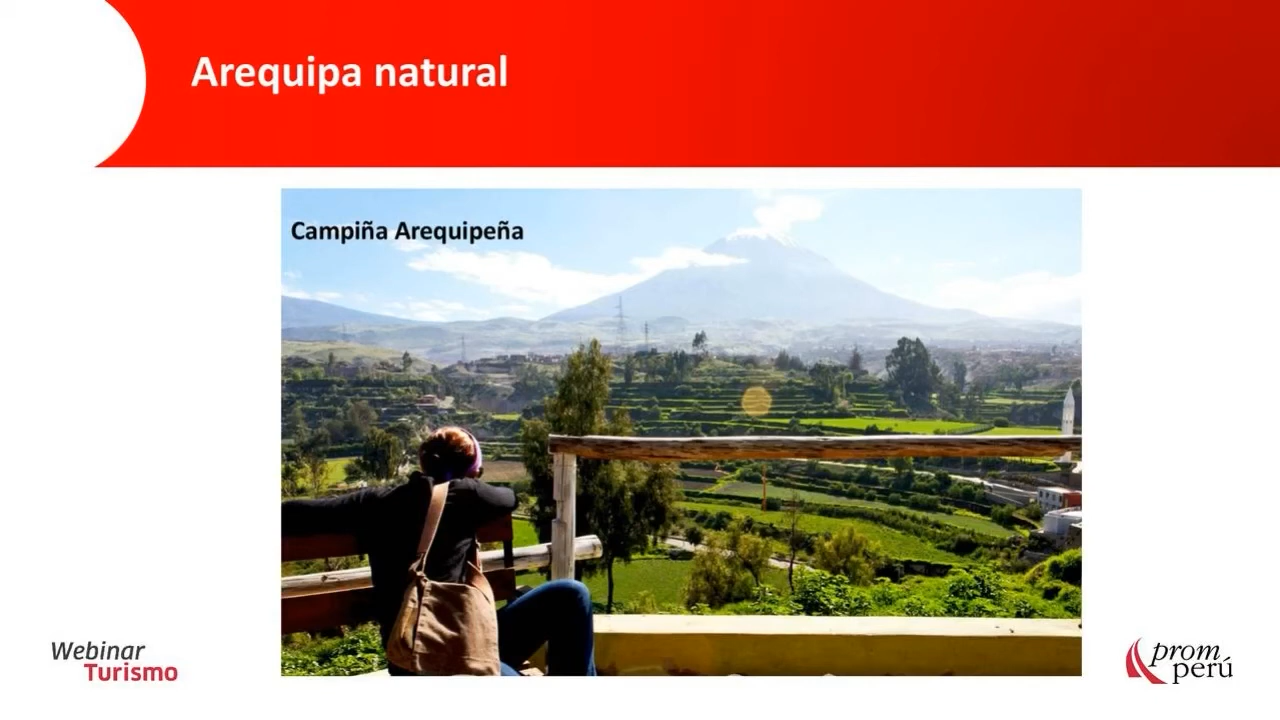 Arequipa natural
Campiña Arequipeña
Webinar
Turismo
prom
perú